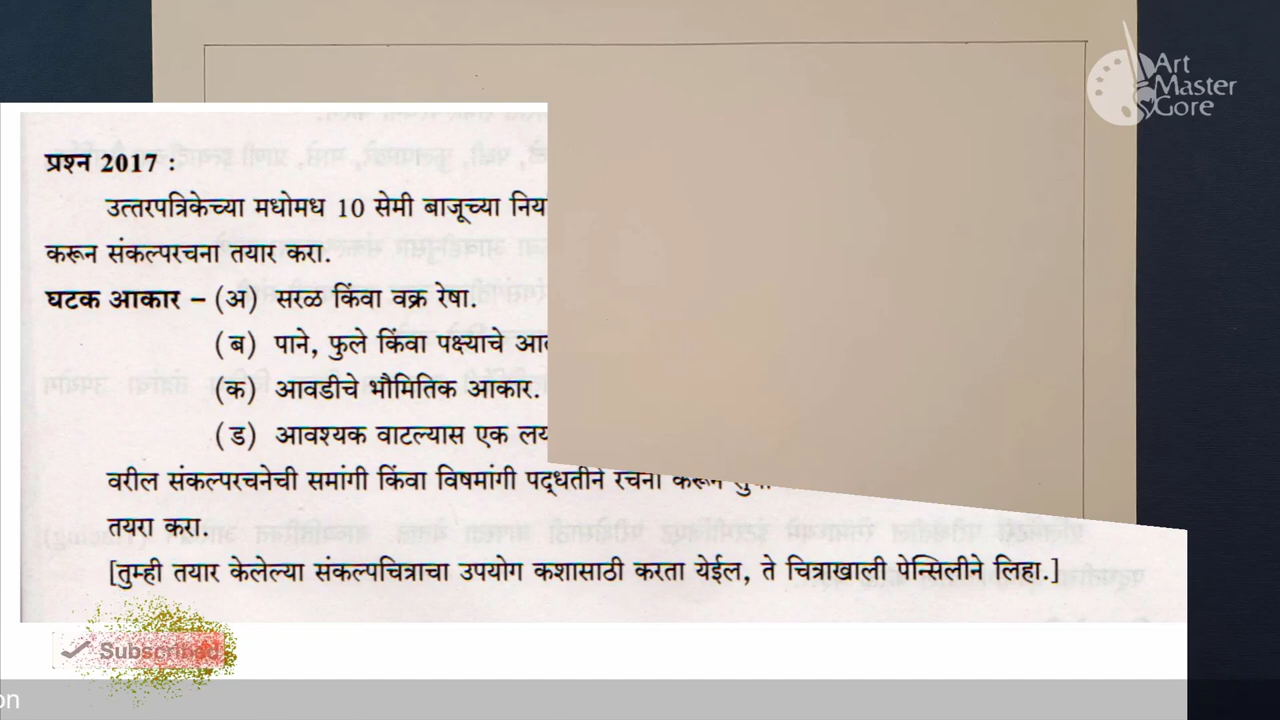 Art
Master
Gore
प्रश्न 2017 :
उत्तरपत्रिकेच्या मधोमध 10 सेमी बाजूच्या
करून संकल्परचना तयार करा.
घटक आकार – (अ) सरळ किंवा वक्र रेषा.
(ब) पाने, फुले किंवा पक्ष्याचे
(क) आवडीचे भौमितिक आकार.
(ड) आवश्यक वाटल्यास एक
वरील संकल्परचनेची समांगी किंवा विषमांगी पद्धतीने रचना करून
तयरा करा.
[तुम्ही तयार केलेल्या संकल्पचित्राचा उपयोग कशासाठी करता येईल, ते चित्राखाली पेन्सिलीने लिहा.]
Subscribed
on